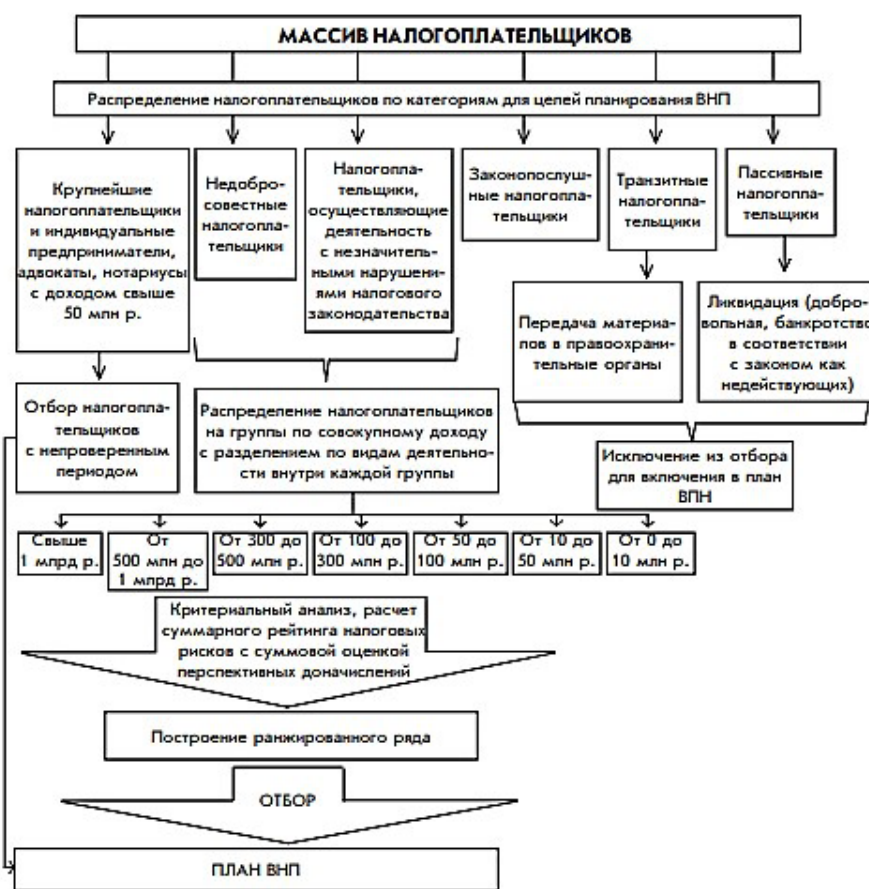 МАССИВ НАЛОГОПЛАТЕЛЬЩИКОВ
Распределение налогоплательщиков по категориям для целей планирования ВНП
Крупнейшие
налогоплательщики
и индивидуальные
предприниматели,
адвокаты, нотариусы
с доходом свыше
50 млн р.
Недобро-
совестные
налогопла-
тельщики
Налогопла-
тельщики,
осуществляющие
деятельность
с незначитель-
ными нарушени-
ями налогового
законодательства
Законопослуш-
ные налогопла-
тельщики
Транзитные
налогопла-
тельщики
Пассивные
налогопла-
тельщики
Передача материа-
лов в правоохрани-
тельные органы
Ликвидация (добро-
вольная, банкротство
в соответствии
с законом как
недействующих)
Отбор налогопла-
тельщиков
с непроверенным
периодом
Распределение налогоплательщиков
на группы по совокупному доходу
с разделением по видам деятельно-
сти внутри каждой группы
Исключение из отбора
для включения в план
ВПН
Свыше
1 млрд р.
От
500 млн до
1 млрд р.
От 300 до
500 млн р.
От 100 до
300 млн р.
От 50 до
100 млн р.
От 10 до
50 млн р.
От 0 до
10 млн р.
Критериальный анализ, расчет
суммарного рейтинга налоговых
рисков с суммовой оценкой
перспективных доначислений
Построение ранжированного ряда
ОТБОР
ПЛАН ВНП